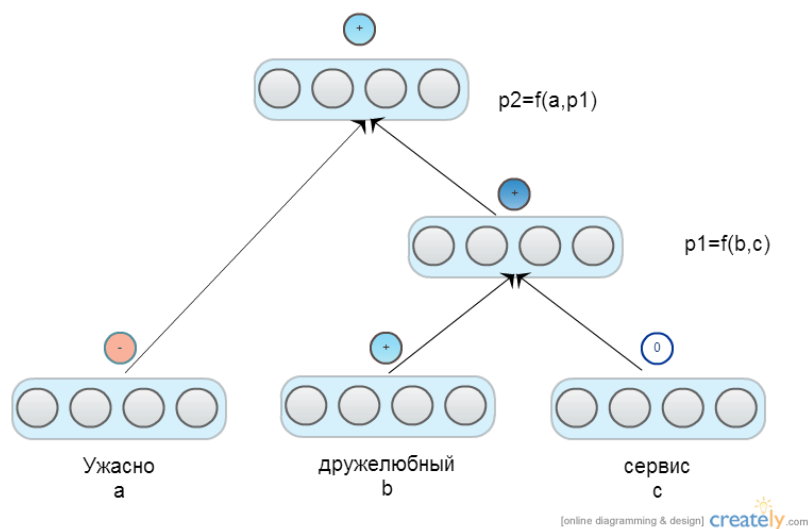 +
p2=f(a,p1)
+
p1=f(b,c)
-
+
0
Ужасно
a
дружелюбный
b
сервис
c
[online diagramming & design] creately.com